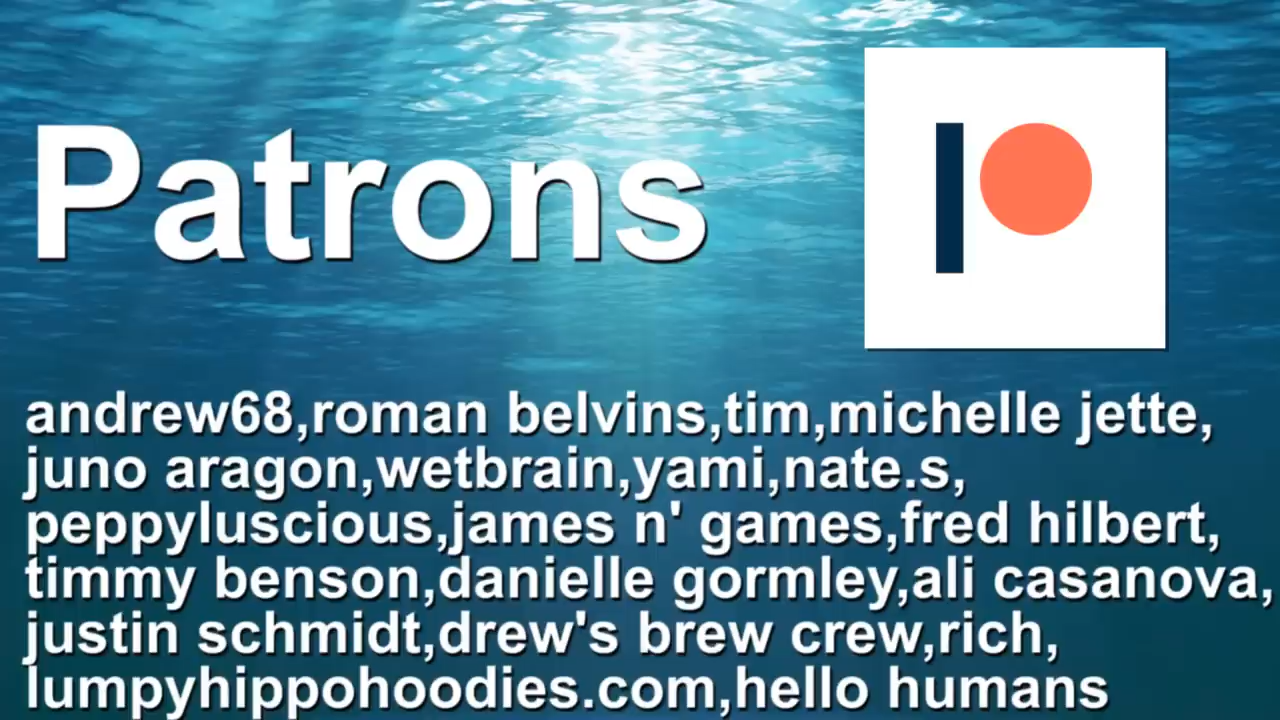 Patrons
andrew68,roman belvins,tim,michelle jette,
juno aragon,wetbrain,yami,nate.s,
peppyluscious,james n' games,fred hilbert,
timmy benson,danielle gormley,ali casanova,
justin schmidt,drew's brew crew,rich,
lumpyhippohoodies.com,hello humans